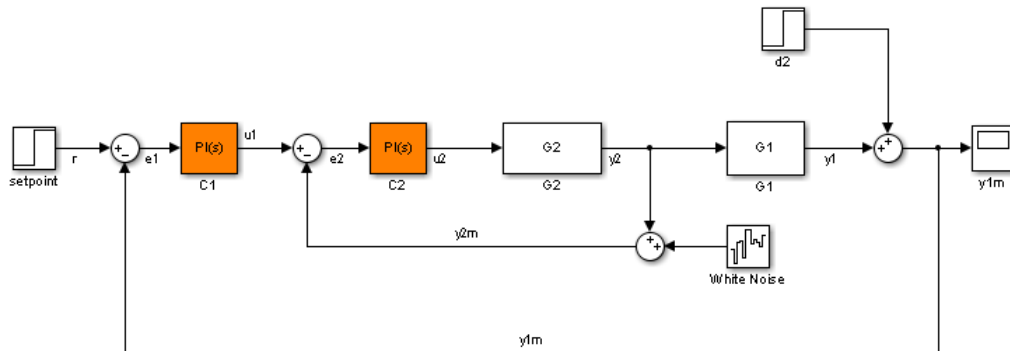 d2
u1
PI(s)
PI(s)
G2
G1
r
e1
e2
u2
y2
y1
setpoint
C1
C2
G2
G1
y1m
y2m
White Noise
y1m